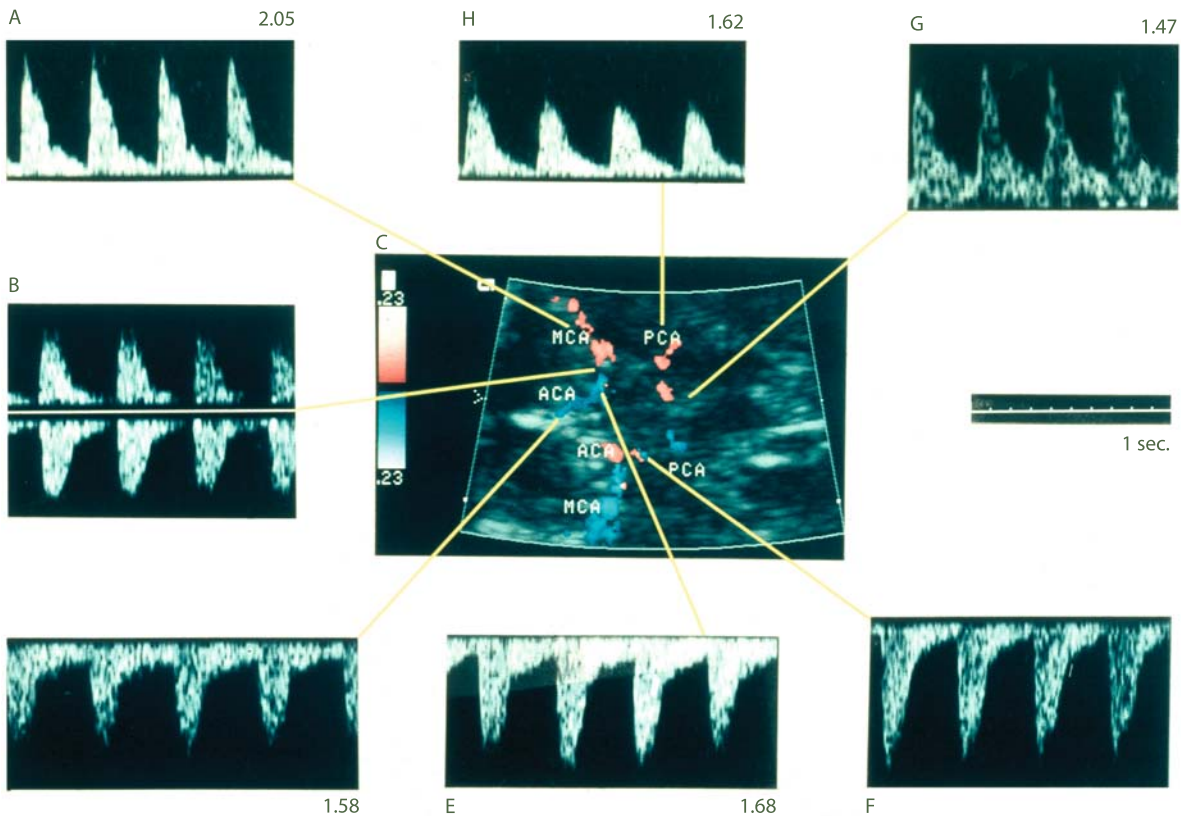 A
2.05
H
1.62
G
1.47
C
B
.23
MCA
PCA
ACA
ACA
PCA
.23
MCA
1 sec.
1.58
E
1.68
F